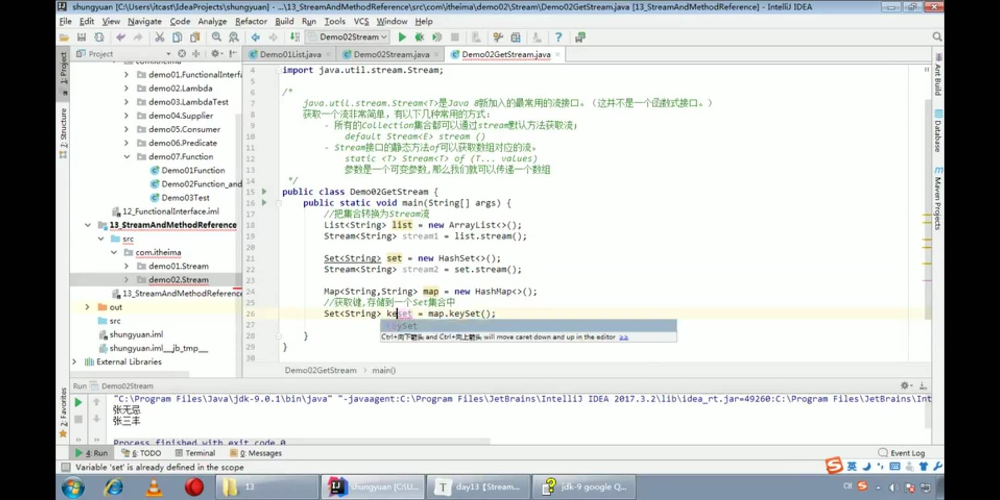 shungyuan [C:\Users\itcast\IdeaProjects\shungyuan] - ...\13_StreamAndMethodReference\src\com\itheima\demo02\Stream\Demo02GetStream.java [13_StreamAndMethodReference] - IntelliJ IDEA
File Edit View Navigate Code Analyze Refactor Build Run Tools VCS Window Help
Demo02Stream
Project
Demo01List.java Demo02Stream.java Demo02GetStream.java
1: Project
2: Structure
2: Favorites
com.itheima
demo01.FunctionalInterfa
demo02.Lambda
demo03.LambdaTest
demo04.Supplier
demo05.Consumer
demo06.Predicate
demo07.Function
Demo01Function
Demo02Function_and
Demo03Test
12_FunctionalInterface.iml
13_StreamAndMethodReference
src
com.itheima
demo01.Stream
demo02.Stream
13_StreamAndMethodReference
out
src
shungyuan.iml
shungyuan.iml__jb_tmp__
External Libraries
4 import java.util.stream.Stream;
5
6 /*
7 java.util.stream.Stream<T>是Java 8新加入的最常用的流接口。（这并不是一个函数式接口。）
8 获取一个流非常简单，有以下几种常用的方式：
9 - 所有的Collection集合都可以通过stream默认方法获取流；
10 default Stream<E> stream ()
11 - Stream接口的静态方法of可以获取数组对应的流。
12 static <T> Stream<T> of (T... values)
13 参数是一个可变参数,那么我们就可以传递一个数组
14 */
15 public class Demo02GetStream {
16 public static void main(String[] args) {
17 //把集合转换为Stream流
18 List<String> list = new ArrayList<>();
19 Stream<String> stream1 = list.stream();
20
21 Set<String> set = new HashSet<>();
22 Stream<String> stream2 = set.stream();
23
24 Map<String,String> map = new HashMap<>();
25 //获取键,存储到一个Set集合中
26 Set<String> keset = map.keySet();
27 keySet
Ctrl+向下箭头 and Ctrl+向上箭头 will move caret down and up in the editor >>
28 }
29 }
30
Demo02GetStream › main()
Ant Build
Database
Maven Projects
Run Demo02Stream
"C:\Program Files\Java\jdk-9.0.1\bin\java" "-javaagent:C:\Program Files\JetBrains\IntelliJ IDEA 2017.3.2\lib\idea_rt.jar=49260:C:\Program Files\JetBrains\Int
张无忌
张三丰
Process finished with exit code 0
4: Run 6: TODO Terminal 0: Messages Event Log
Variable 'set' is already defined in the scope
英
13 shungyuan [C:\U... day13【Stream... jdk-9 google Q... CH